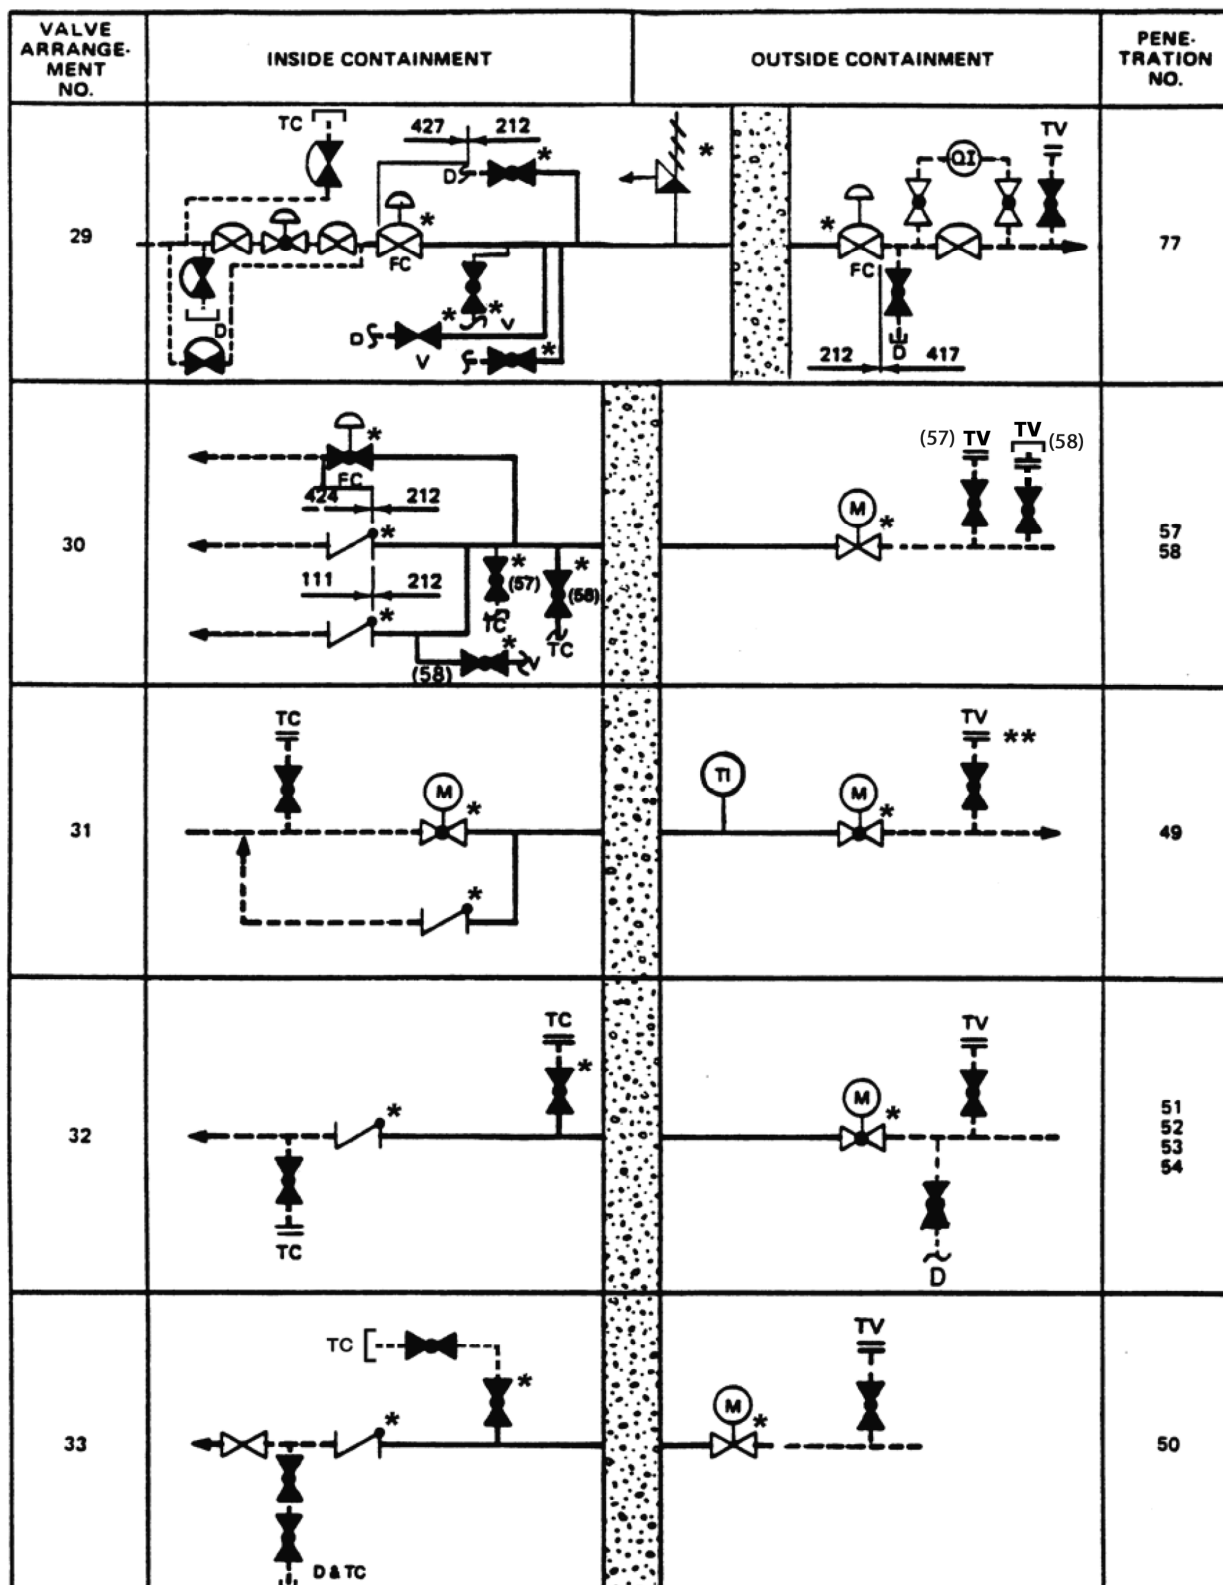 VALVE
ARRANGE-
MENT
NO.
INSIDE CONTAINMENT
OUTSIDE CONTAINMENT
PENE-
TRATION
NO.
29
TC
427 212
D
*
*
*
FC
D
D
V
*
*
V
*
*
FC
QI
TV
D
212 417
77
30
*
FC
424 212
*
111 212
*
*
(57)
TC
*
(58)
TC
*
(58)
V
M
*
(57) TV
TV (58)
57
58
31
TC
M
*
*
TI
M
*
TV
**
49
32
TC
*
*
TC
M
*
TV
D
51
52
53
54
33
TC
*
*
D & TC
M
*
TV
50